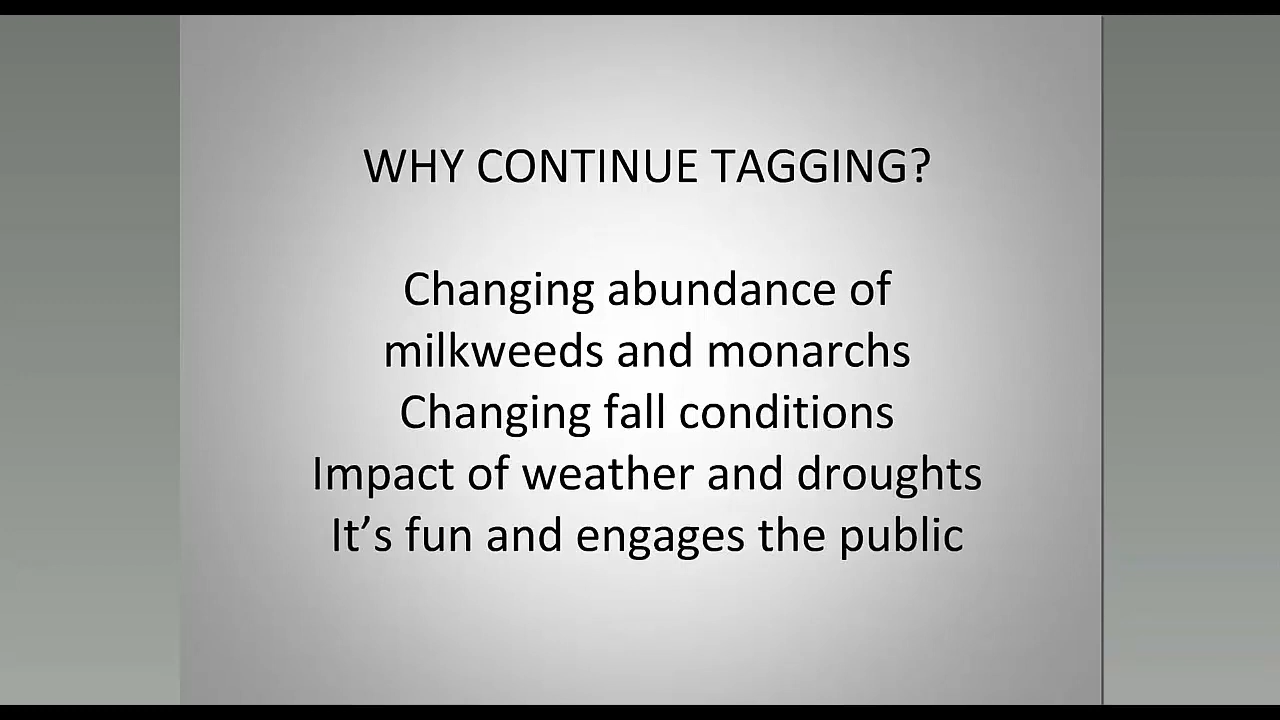 WHY CONTINUE TAGGING?
Changing abundance of
milkweeds and monarchs
Changing fall conditions
Impact of weather and droughts
It’s fun and engages the public